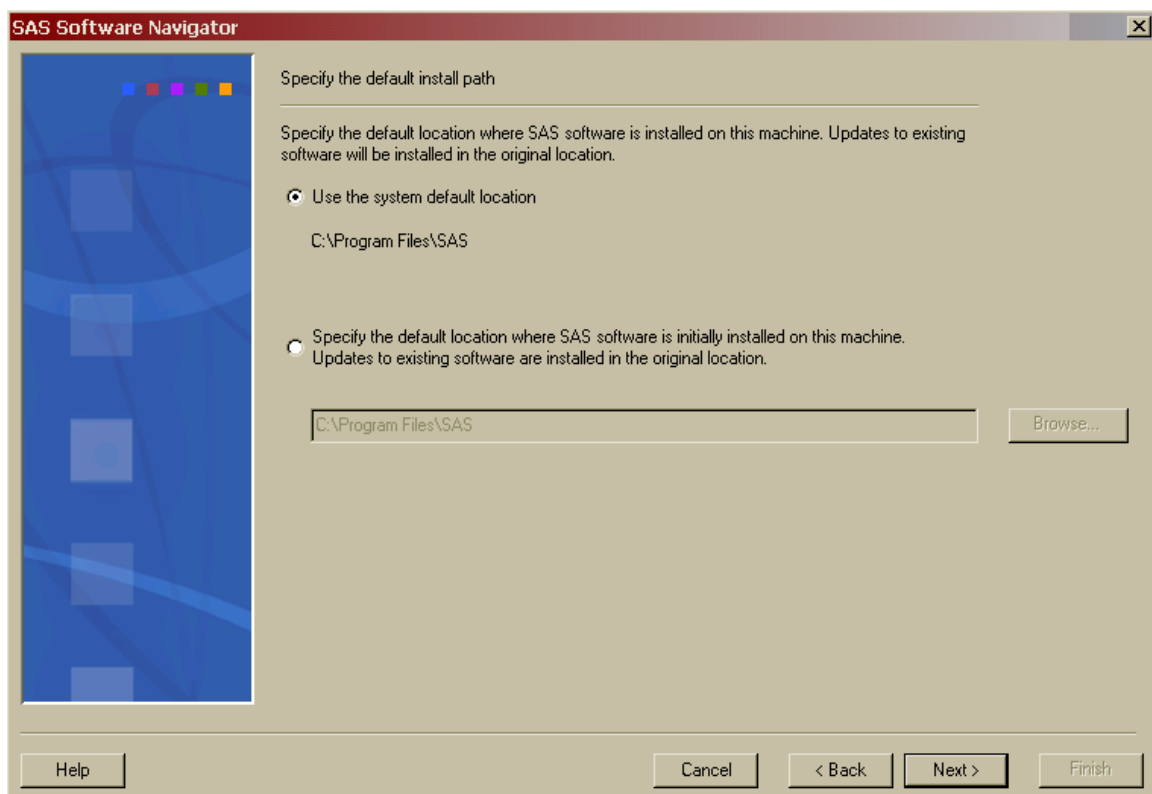 SAS Software Navigator
Specify the default install path
Specify the default location where SAS software is installed on this machine. Updates to existing
software will be installed in the original location.
Use the system default location
C:\Program Files\SAS
Specify the default location where SAS software is initially installed on this machine.
Updates to existing software are installed in the original location.
C:\Program Files\SAS
Browse...
Help
Cancel
< Back
Next >
Finish